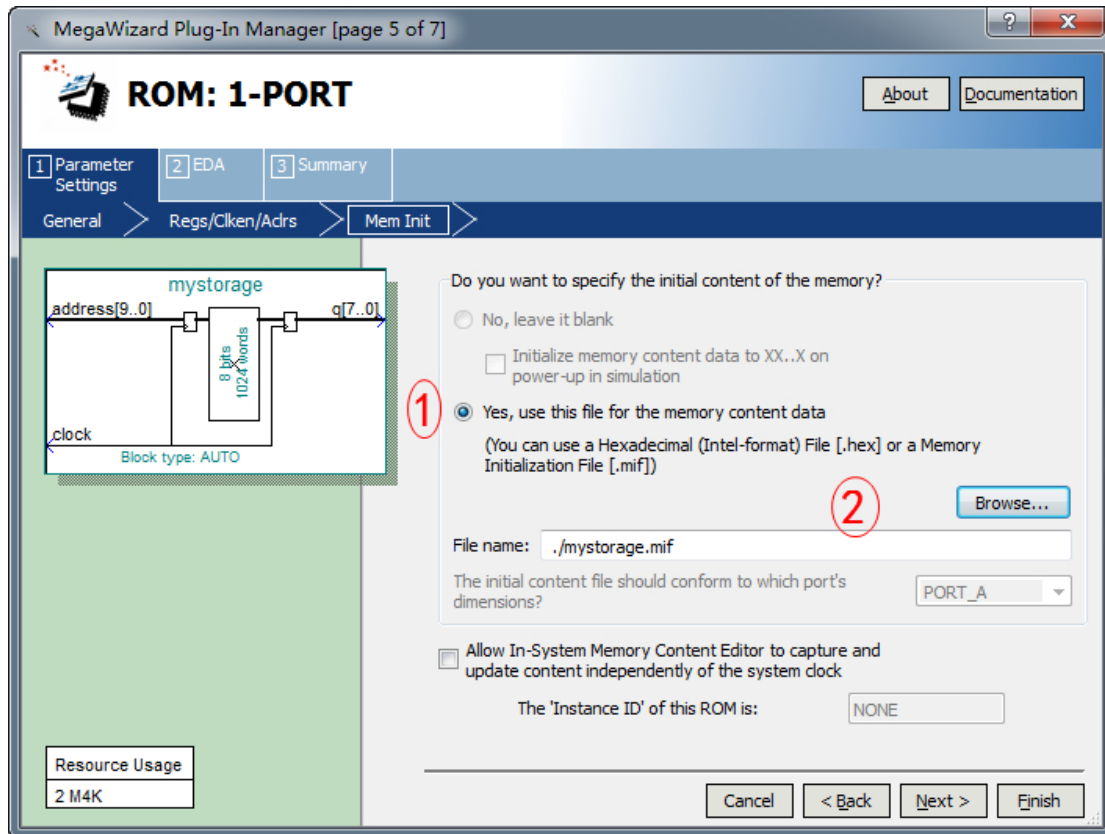 MegaWizard Plug-In Manager [page 5 of 7]
ROM: 1-PORT
About
Documentation
1 Parameter Settings
2 EDA
3 Summary
General
Regs/Clken/Adrs
Mem Init
mystorage
address[9..0]
q[7..0]
8 bits
1024 words
clock
Block type: AUTO
Do you want to specify the initial content of the memory?
No, leave it blank
Initialize memory content data to XX..X on
power-up in simulation
1
Yes, use this file for the memory content data
(You can use a Hexadecimal (Intel-format) File [.hex] or a Memory
Initialization File [.mif])
2
Browse...
File name: ./mystorage.mif
The initial content file should conform to which port's
dimensions?
PORT_A
Allow In-System Memory Content Editor to capture and
update content independently of the system clock
The 'Instance ID' of this ROM is: NONE
Resource Usage
2 M4K
Cancel
< Back
Next >
Finish